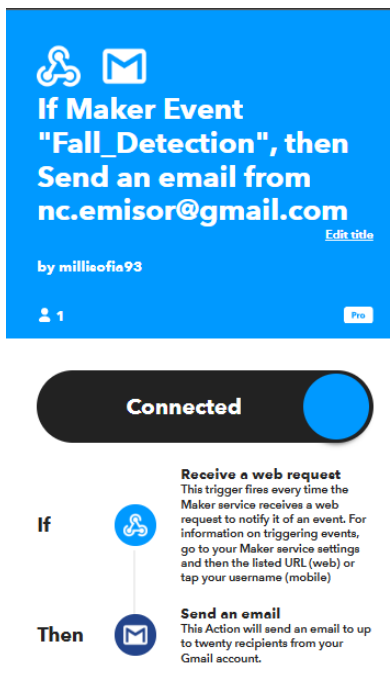 If Maker Event
"Fall_Detection", then
Send an email from
nc.emisor@gmail.com
Edit title
by millisofia93
1
Pro
Connected
If
Receive a web request
This trigger fires every time the
Maker service receives a web
request to notify it of an event. For
information on triggering events,
go to your Maker service settings
and then the listed URL (web) or
tap your username (mobile)
Then
Send an email
This Action will send an email to up
to twenty recipients from your
Gmail account.